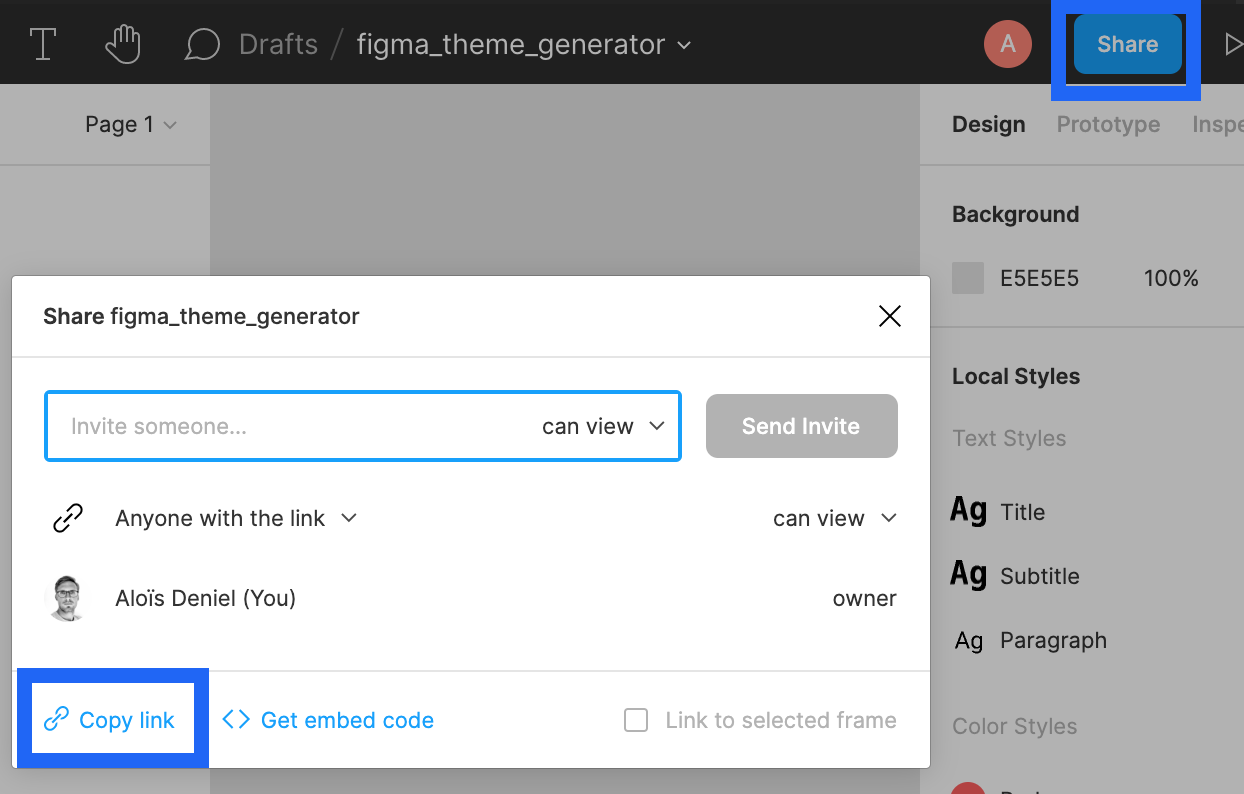 Drafts / figma_theme_generator
A
Share
Page 1
Design Prototype Inspe
Background
E5E5E5 100%
Share figma_theme_generator
Invite someone... can view
Send Invite
Anyone with the link can view
Aloïs Deniel (You) owner
Copy link
<> Get embed code
Link to selected frame
Local Styles
Text Styles
Ag Title
Ag Subtitle
Ag Paragraph
Color Styles